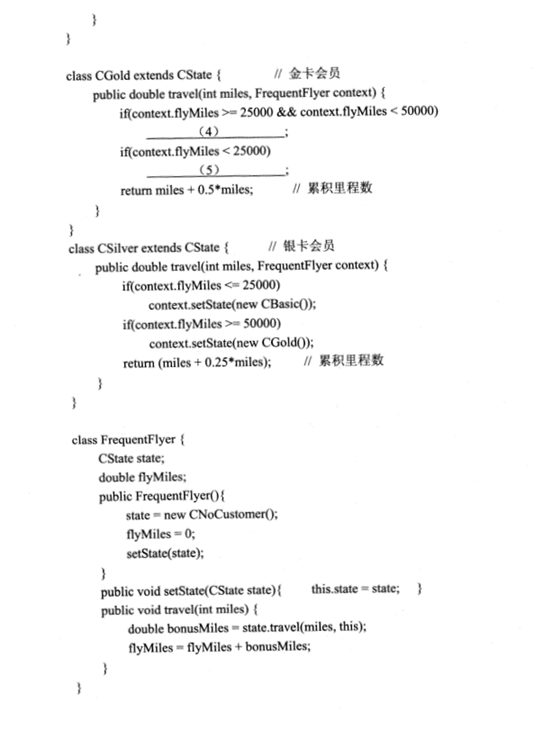 }
}
class CGold extends CState { // 金卡会员
public double travel(int miles, FrequentFlyer context) {
if(context.flyMiles >= 25000 && context.flyMiles < 50000)
（4）;
if(context.flyMiles < 25000)
（5）;
return miles + 0.5*miles; // 累积里程数
}
}
class CSilver extends CState { // 银卡会员
public double travel(int miles, FrequentFlyer context) {
if(context.flyMiles <= 25000)
context.setState(new CBasic());
if(context.flyMiles >= 50000)
context.setState(new CGold());
return (miles + 0.25*miles); // 累积里程数
}
}
class FrequentFlyer {
CState state;
double flyMiles;
public FrequentFlyer(){
state = new CNoCustomer();
flyMiles = 0;
setState(state);
}
public void setState(CState state){ this.state = state; }
public void travel(int miles) {
double bonusMiles = state.travel(miles, this);
flyMiles = flyMiles + bonusMiles;
}
}